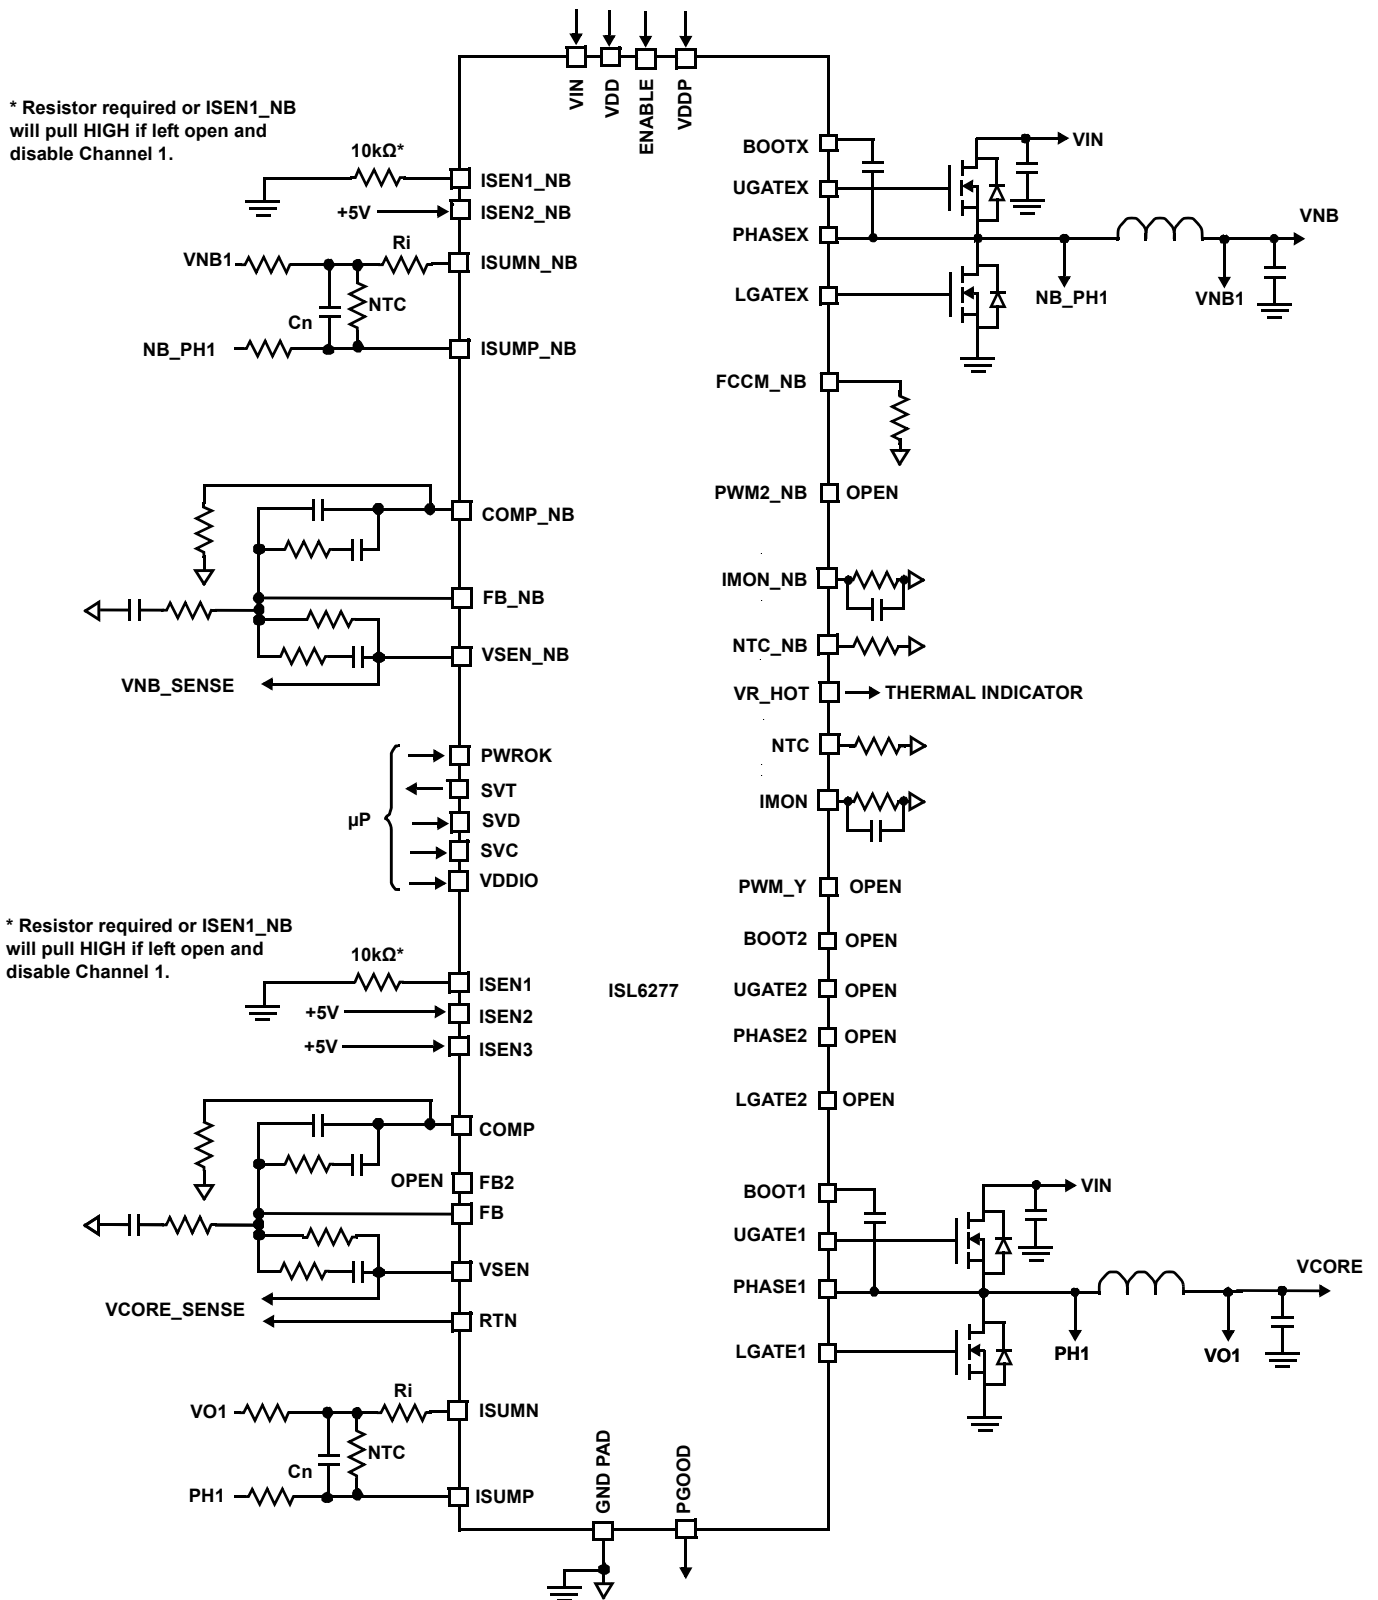 VIN
VDD
ENABLE
VDDP
* Resistor required or ISEN1_NB
will pull HIGH if left open and
disable Channel 1.
10kΩ*
ISEN1_NB
+5V
ISEN2_NB
VNB1
Ri
ISUMN_NB
NTC
Cn
NB_PH1
ISUMP_NB
COMP_NB
FB_NB
VSEN_NB
VNB_SENSE
µP
PWROK
SVT
SVD
SVC
VDDIO
* Resistor required or ISEN1_NB
will pull HIGH if left open and
disable Channel 1.
10kΩ*
ISEN1
+5V
ISEN2
+5V
ISEN3
COMP
OPEN
FB2
FB
VSEN
VCORE_SENSE
RTN
VO1
Ri
ISUMN
NTC
Cn
PH1
ISUMP
ISL6277
GND PAD
PGOOD
BOOTX
VIN
UGATEX
PHASEX
VNB
LGATEX
NB_PH1
VNB1
FCCM_NB
PWM2_NB
OPEN
IMON_NB
NTC_NB
VR_HOT
THERMAL INDICATOR
NTC
IMON
PWM_Y
OPEN
BOOT2
OPEN
UGATE2
OPEN
PHASE2
OPEN
LGATE2
OPEN
BOOT1
VIN
UGATE1
PHASE1
VCORE
LGATE1
PH1
VO1